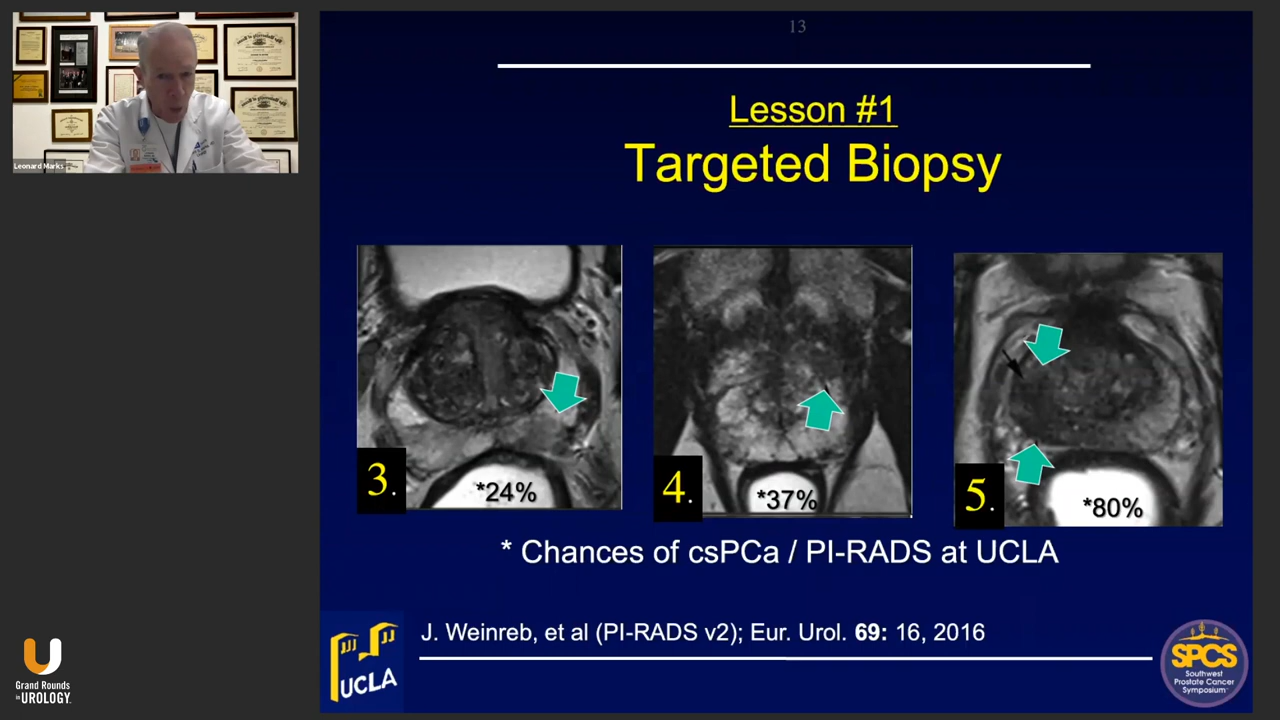 13
Lesson #1
Targeted Biopsy
Leonard Marks
3.
*24%
4.
*37%
5.
*80%
* Chances of csPCa / PI-RADS at UCLA
J. Weinreb, et al (PI-RADS v2); Eur. Urol. 69: 16, 2016
UCLA
SPCS
Southwest
Prostate Cancer
Symposium
Grand Rounds
in UROLOGY